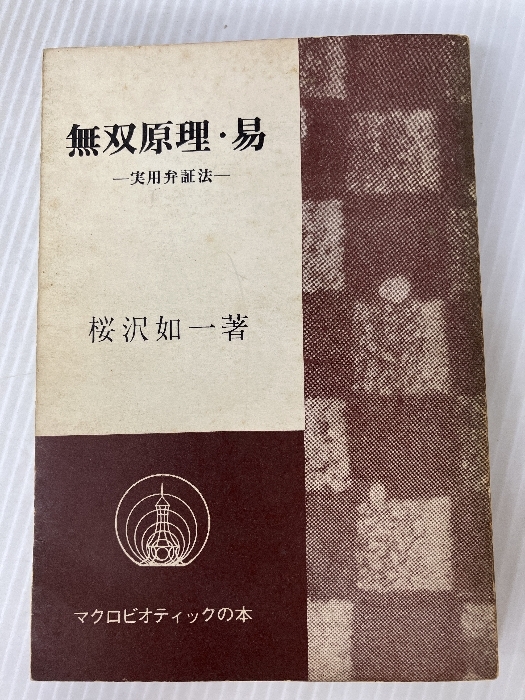 無双原理・易
―実用弁証法―
桜沢如一著
マクロビオティックの本